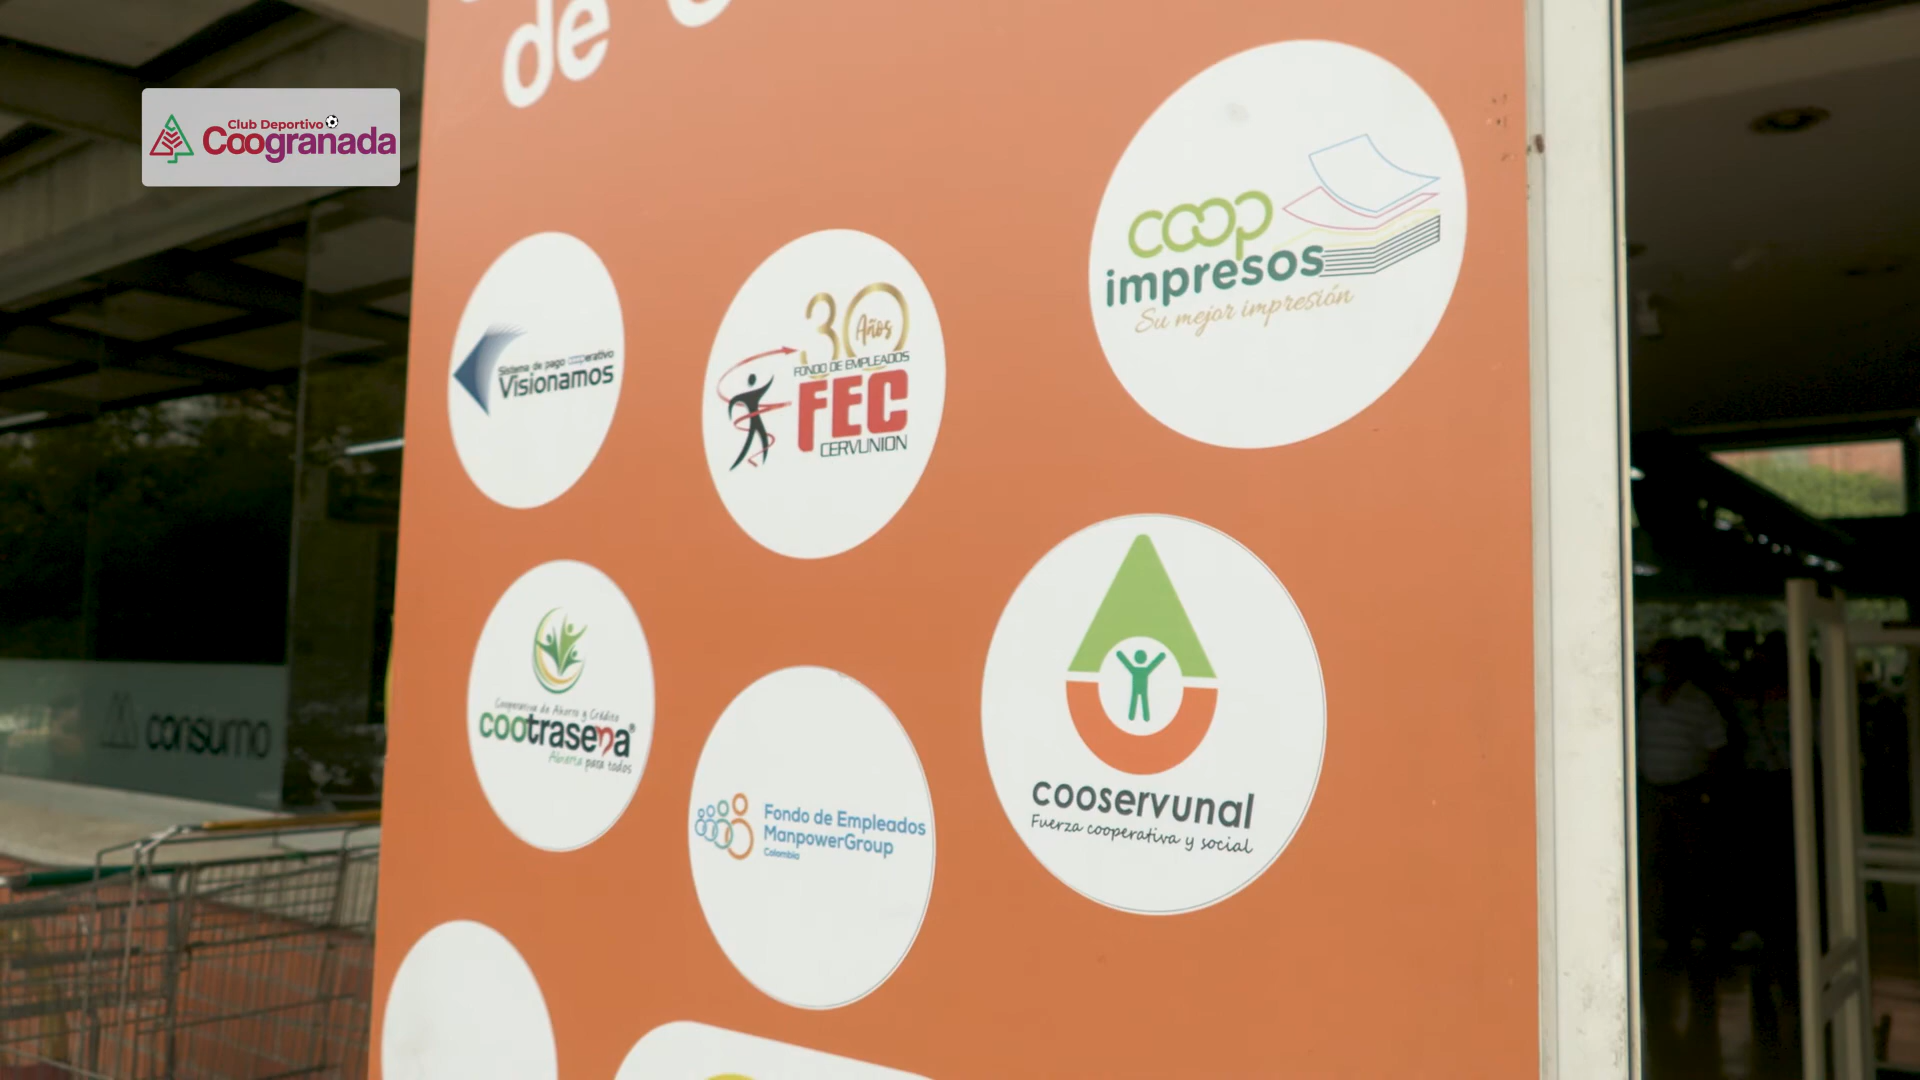 de
Club Deportivo
Coogranada
coop
impresos
Su mejor impresión
Sistema de pago cooperativo
Visionamos
30
Años
FONDO DE EMPLEADOS
FEC
CERVUNION
Cooperativa de Ahorro y Crédito
cootrasena®
Abierta para todos
Fondo de Empleados
ManpowerGroup
Colombia
cooservunal
Fuerza cooperativa y social
consumo